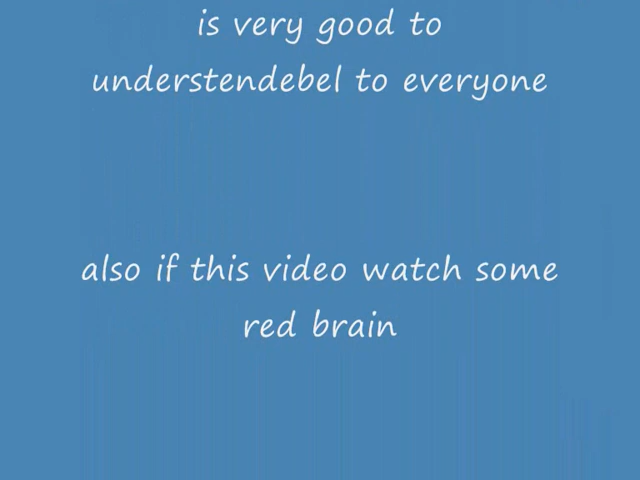 is very good to
understendebel to everyone
also if this video watch some
red brain